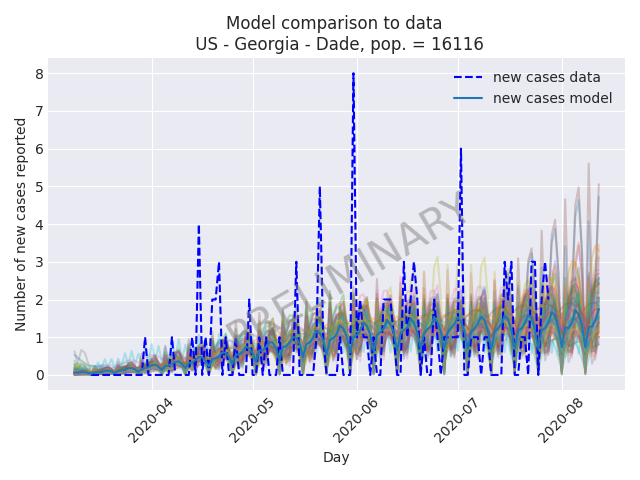 Model comparison to data
US - Georgia - Dade, pop. = 16116
new cases data
new cases model
Number of new cases reported
8
7
6
5
4
3
2
1
0
PRELIMINARY
2020-04
2020-05
2020-06
2020-07
2020-08
Day